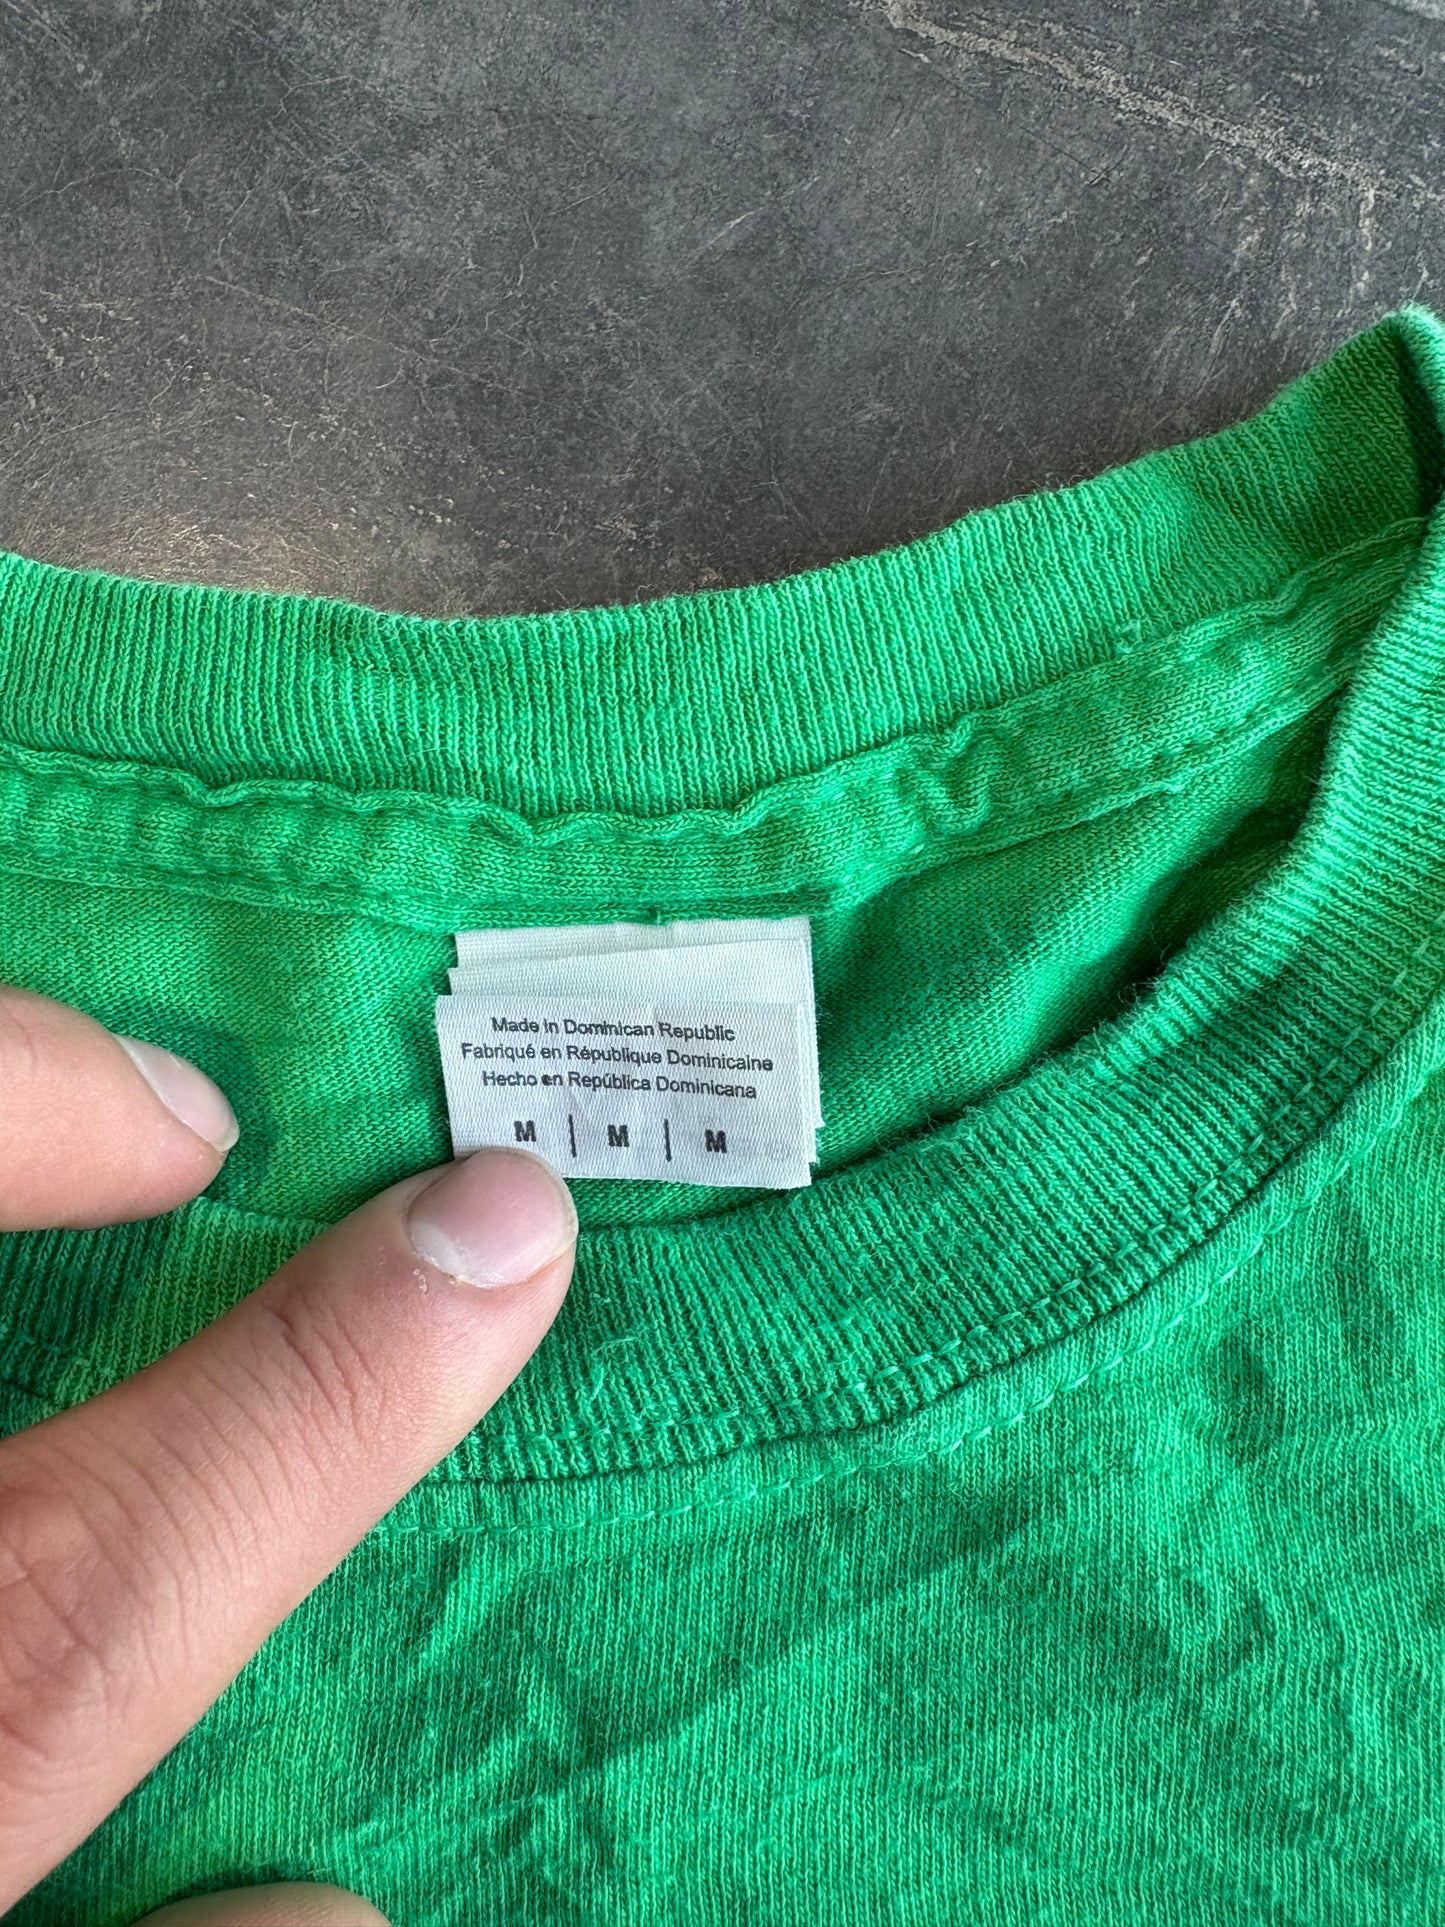 Made in Dominican Republic
Fabriqué en République Dominicaine
Hecho en República Dominicana
M | M | M